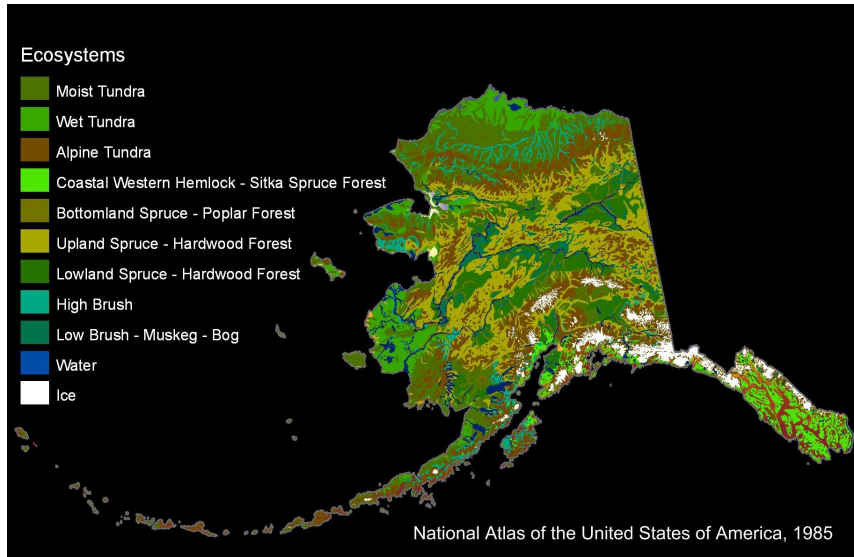 Ecosystems
Moist Tundra
Wet Tundra
Alpine Tundra
Coastal Western Hemlock - Sitka Spruce Forest
Bottomland Spruce - Poplar Forest
Upland Spruce - Hardwood Forest
Lowland Spruce - Hardwood Forest
High Brush
Low Brush - Muskeg - Bog
Water
Ice
National Atlas of the United States of America, 1985